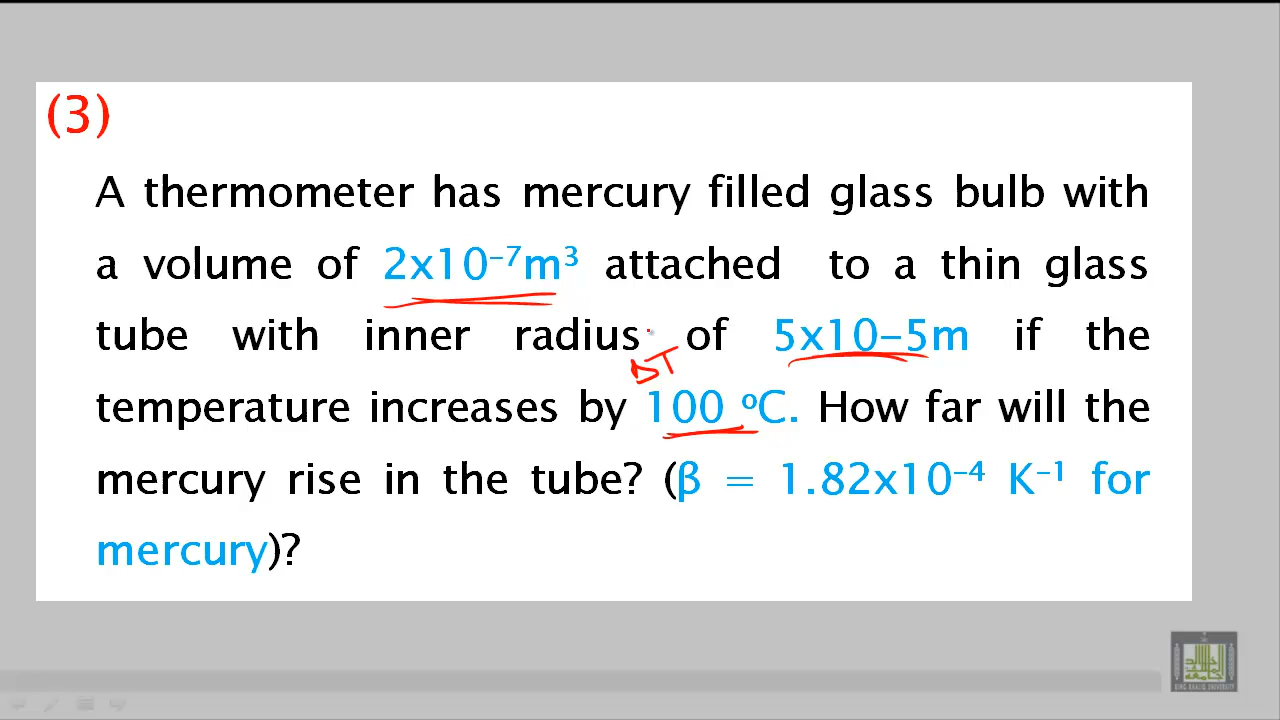 (3)
A thermometer has mercury filled glass bulb with
a volume of 2x10⁻⁷m³ attached to a thin glass
tube with inner radius of 5x10-5m if the
ΔT
temperature increases by 100 ºC. How far will the
mercury rise in the tube? (β = 1.82x10⁻⁴ K⁻¹ for
mercury)?